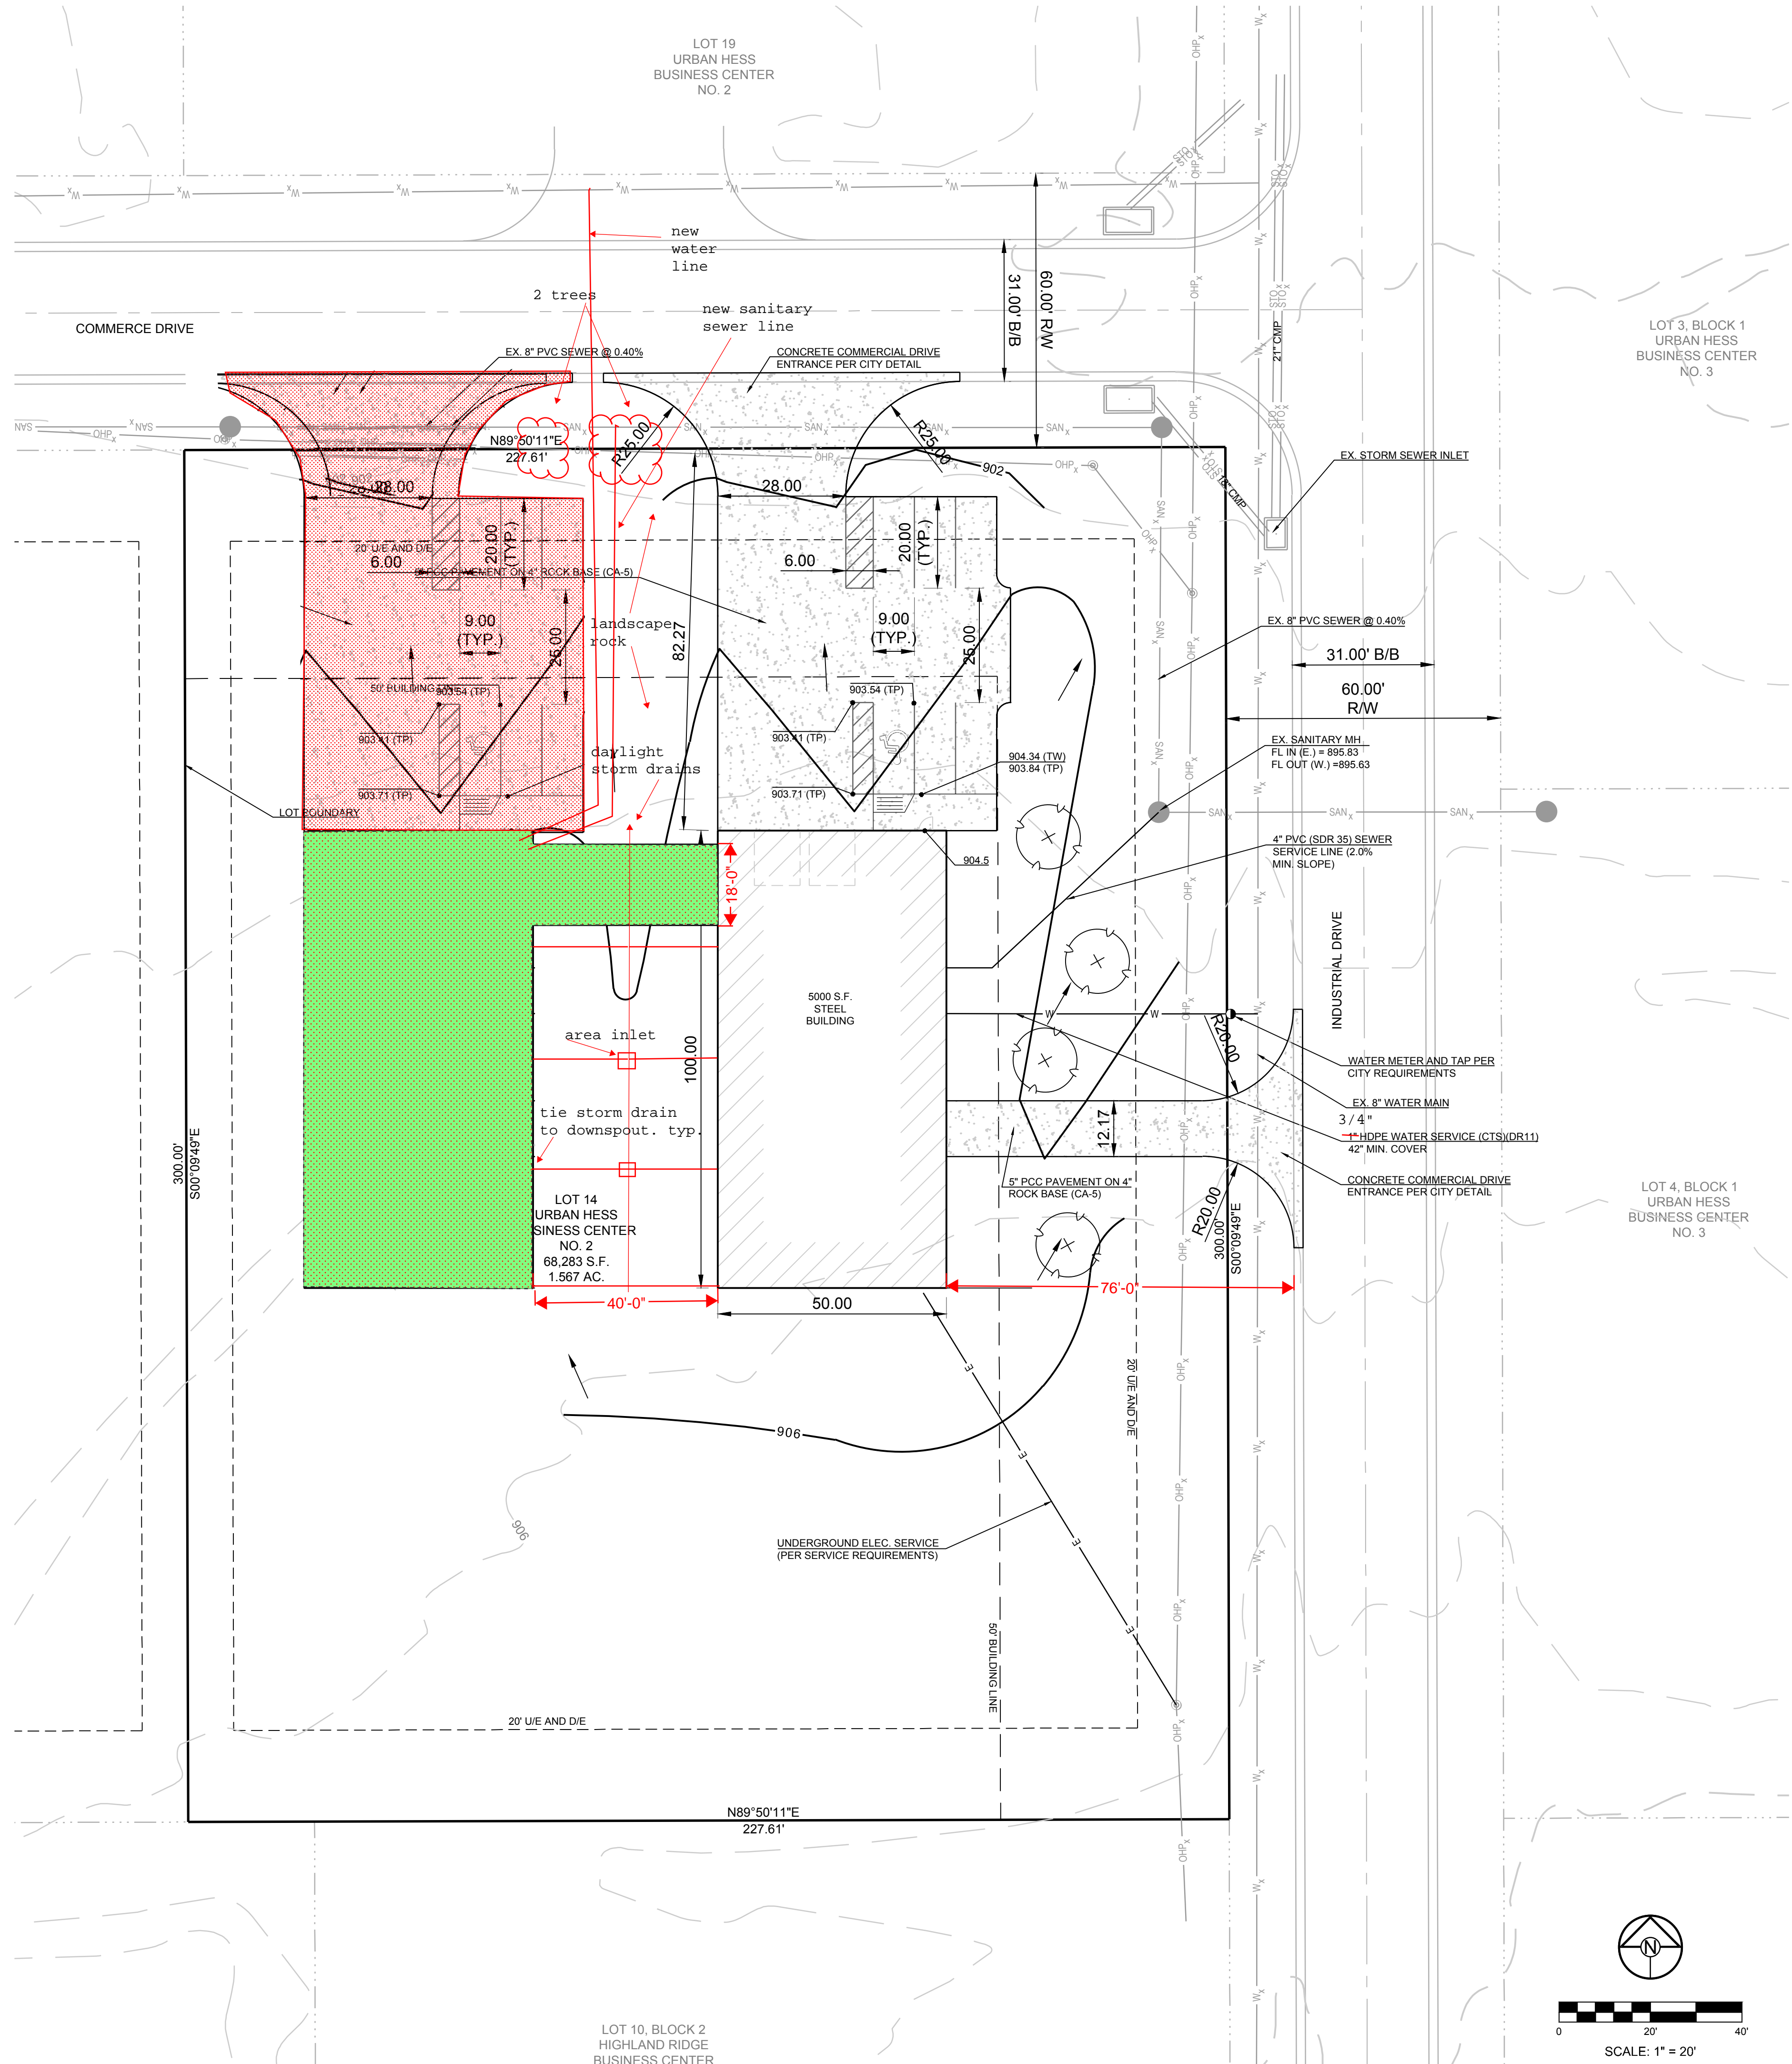 LOT 19
URBAN HESS
BUSINESS CENTER
NO. 2
new
water
line
2 trees
new sanitary
sewer line
31.00' B/B
60.00' R/W
COMMERCE DRIVE
EX. 8" PVC SEWER @ 0.40%
CONCRETE COMMERCIAL DRIVE
ENTRANCE PER CITY DETAIL
21" CMP
LOT 3, BLOCK 1
URBAN HESS
BUSINESS CENTER
NO. 3
N89°50'11"E
227.61'
R25.00
R25.00
902
18" CMP
EX. STORM SEWER INLET
28.00
28.00
20.00
(TYP.)
20.00
(TYP.)
20' U/E AND D/E
6.00
6.00
PCC PAVEMENT ON 4" ROCK BASE (CA-5)
9.00
(TYP.)
9.00
(TYP.)
25.00
25.00
landscape
rock
82.27
EX. 8" PVC SEWER @ 0.40%
31.00' B/B
60.00'
R/W
50' BUILDING
903.54 (TP)
903.54 (TP)
903.41 (TP)
903.41 (TP)
daylight
storm drains
904.34 (TW)
903.84 (TP)
EX. SANITARY MH
FL IN (E.) = 895.83
FL OUT (W.) =895.63
903.71 (TP)
903.71 (TP)
LOT BOUNDARY
904.5
4" PVC (SDR 35) SEWER
SERVICE LINE (2.0%
MIN. SLOPE)
18'-0"
INDUSTRIAL DRIVE
5000 S.F.
STEEL
BUILDING
area inlet
100.00
R20.00
WATER METER AND TAP PER
CITY REQUIREMENTS
EX. 8" WATER MAIN
3/4"
1" HDPE WATER SERVICE (CTS)(DR11)
42" MIN. COVER
tie storm drain
to downspout. typ.
12.17
5" PCC PAVEMENT ON 4"
ROCK BASE (CA-5)
CONCRETE COMMERCIAL DRIVE
ENTRANCE PER CITY DETAIL
300.00'
S00°09'49"E
LOT 14
URBAN HESS
SINESS CENTER
NO. 2
68,283 S.F.
1.567 AC.
R20.00
300.00'
S00°09'49"E
LOT 4, BLOCK 1
URBAN HESS
BUSINESS CENTER
NO. 3
40'-0"
50.00
76'-0"
20' U/E AND D/E
906
906
UNDERGROUND ELEC. SERVICE
(PER SERVICE REQUIREMENTS)
50' BUILDING LINE
20' U/E AND D/E
N89°50'11"E
227.61'
N
0 20' 40'
SCALE: 1" = 20'
LOT 10, BLOCK 2
HIGHLAND RIDGE
BUSINESS CENTER